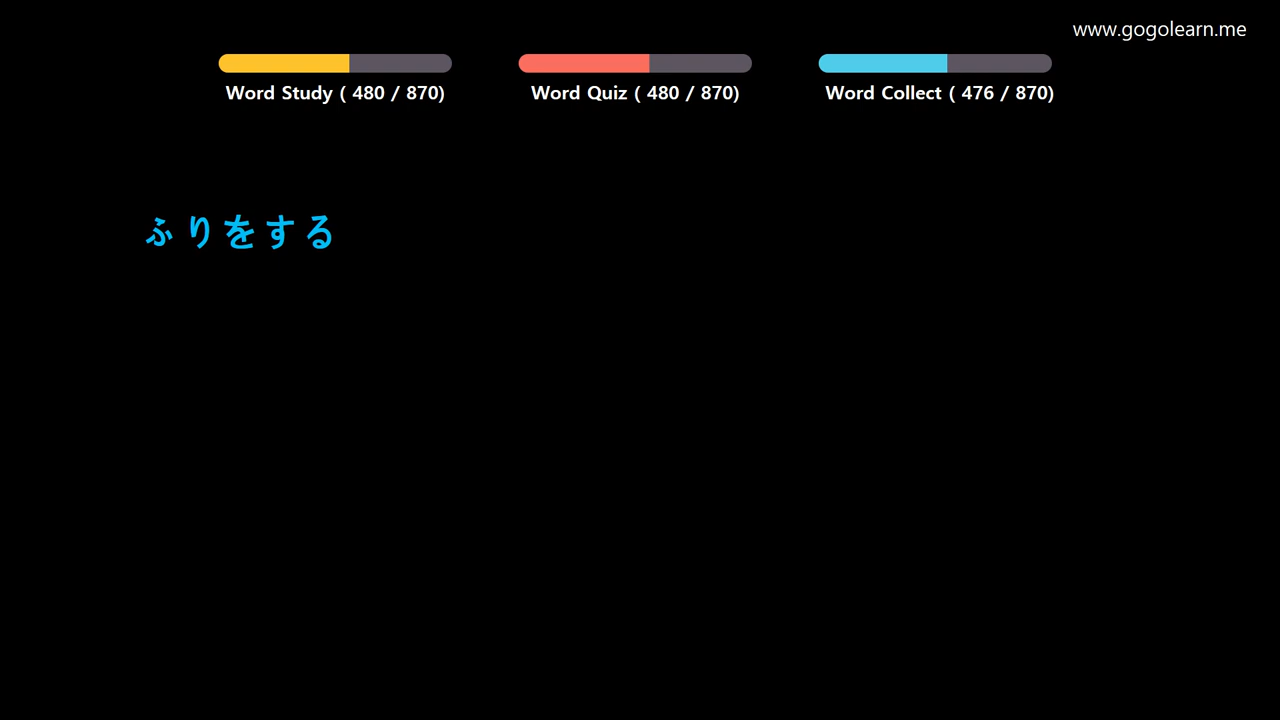 www.gogolearn.me
Word Study ( 480 / 870)
Word Quiz ( 480 / 870)
Word Collect ( 476 / 870)
ふりをする